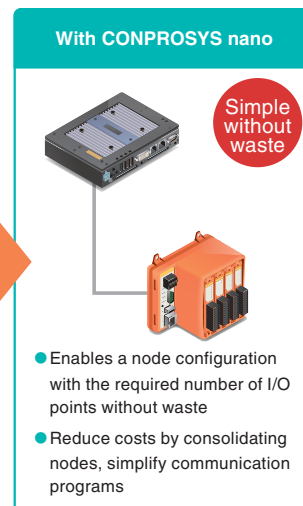 With CONPROSYS nano
Simple
without
waste
● Enables a node configuration
with the required number of I/O
points without waste
● Reduce costs by consolidating
nodes, simplify communication
programs